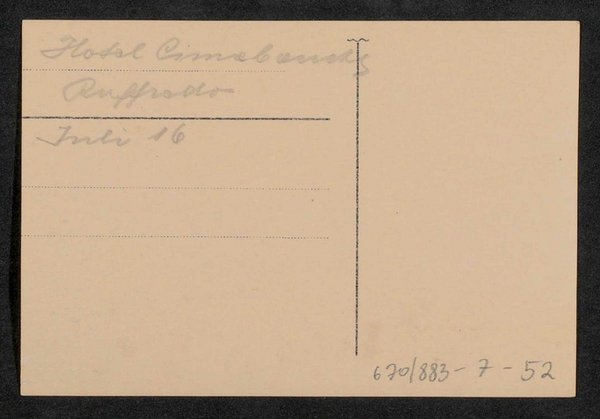 Hotel Cimabanche
Ruffredo
Juli 16
670/883-7-52